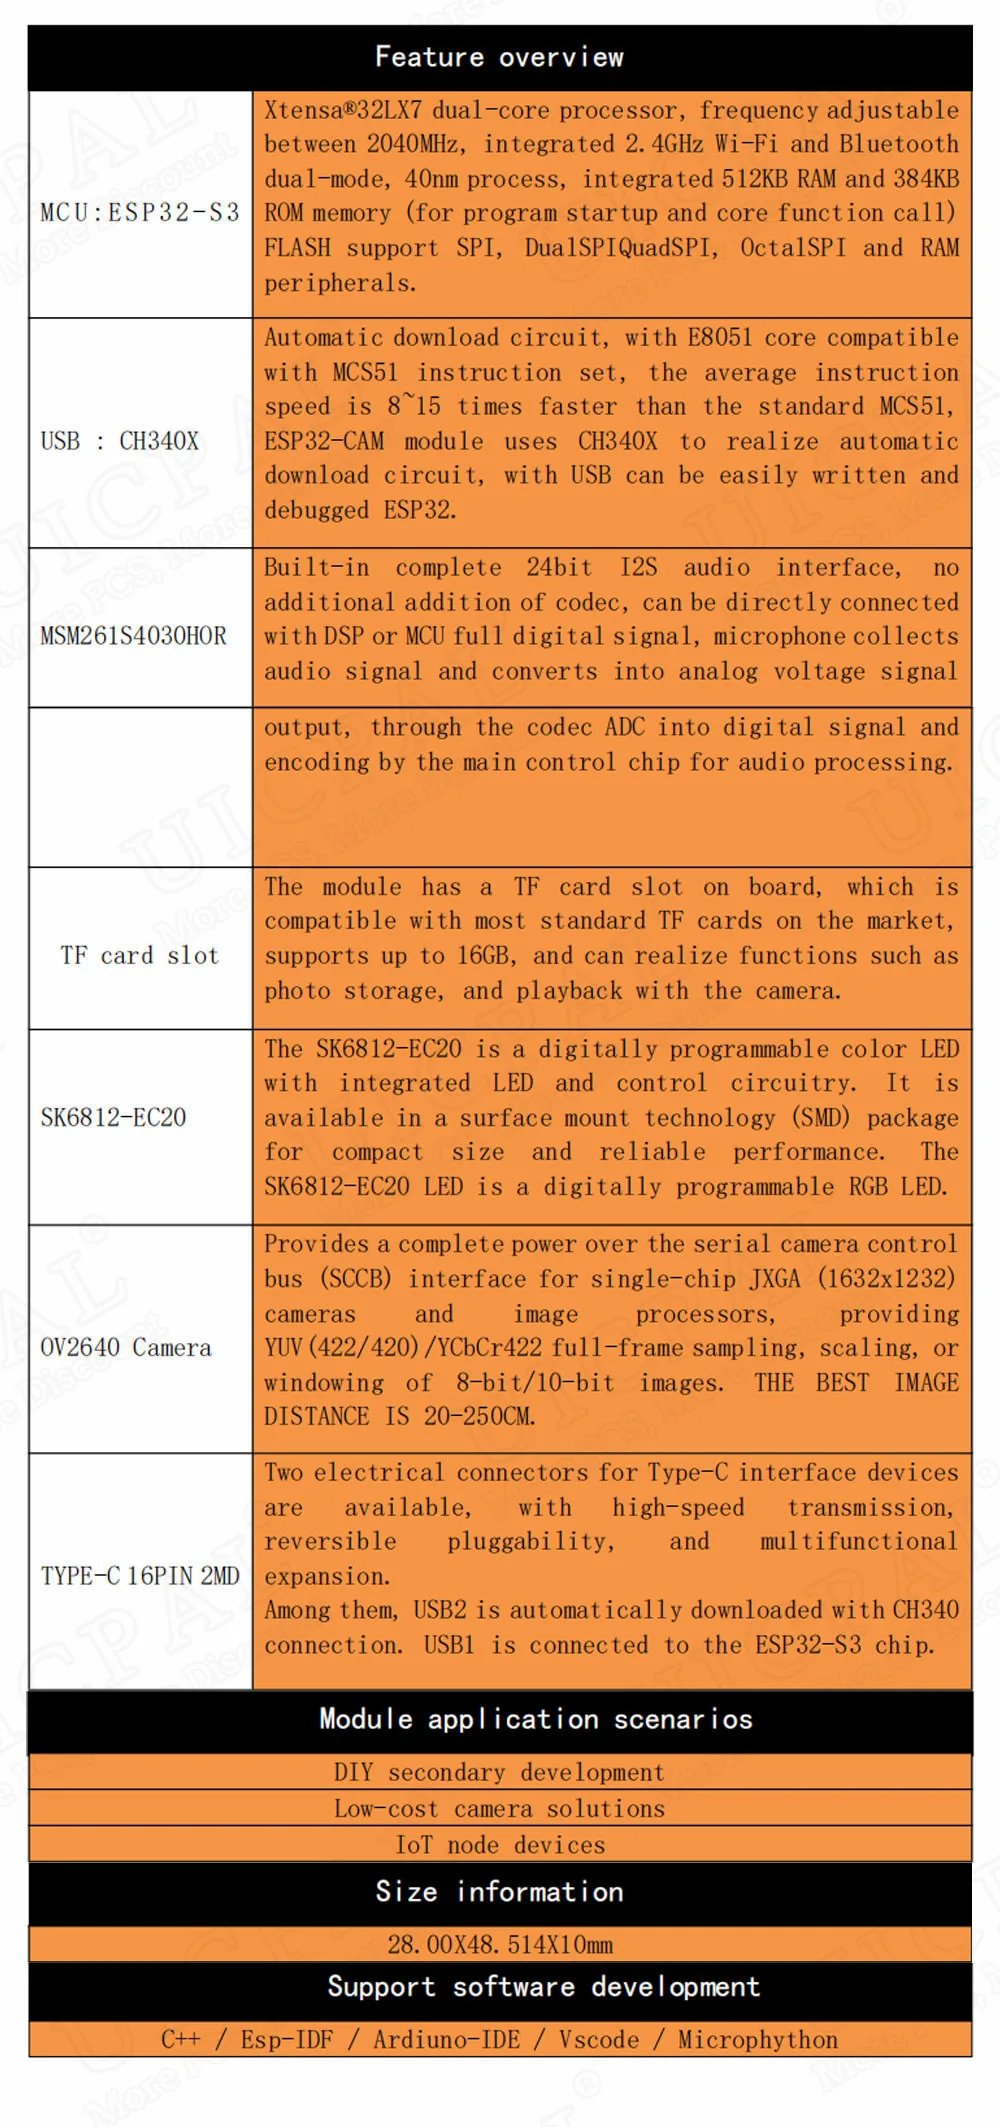 Feature overview
MCU:ESP32-S3
Xtensa®32LX7 dual-core processor, frequency adjustable
between 2040MHz, integrated 2.4GHz Wi-Fi and Bluetooth
dual-mode, 40nm process, integrated 512KB RAM and 384KB
ROM memory (for program startup and core function call)
FLASH support SPI, DualSPIQuadSPI, OctalSPI and RAM
peripherals.
USB : CH340X
Automatic download circuit, with E8051 core compatible
with MCS51 instruction set, the average instruction
speed is 8~15 times faster than the standard MCS51,
ESP32-CAM module uses CH340X to realize automatic
download circuit, with USB can be easily written and
debugged ESP32.
MSM261S4030HOR
Built-in complete 24bit I2S audio interface, no
additional addition of codec, can be directly connected
with DSP or MCU full digital signal, microphone collects
audio signal and converts into analog voltage signal
output, through the codec ADC into digital signal and
encoding by the main control chip for audio processing.
TF card slot
The module has a TF card slot on board, which is
compatible with most standard TF cards on the market,
supports up to 16GB, and can realize functions such as
photo storage, and playback with the camera.
SK6812-EC20
The SK6812-EC20 is a digitally programmable color LED
with integrated LED and control circuitry. It is
available in a surface mount technology (SMD) package
for compact size and reliable performance. The
SK6812-EC20 LED is a digitally programmable RGB LED.
OV2640 Camera
Provides a complete power over the serial camera control
bus (SCCB) interface for single-chip JXGA (1632x1232)
cameras and image processors, providing
YUV(422/420)/YCbCr422 full-frame sampling, scaling, or
windowing of 8-bit/10-bit images. THE BEST IMAGE
DISTANCE IS 20-250CM.
TYPE-C 16PIN 2MD
Two electrical connectors for Type-C interface devices
are available, with high-speed transmission,
reversible pluggability, and multifunctional
expansion.
Among them, USB2 is automatically downloaded with CH340
connection. USB1 is connected to the ESP32-S3 chip.
Module application scenarios
DIY secondary development
Low-cost camera solutions
IoT node devices
Size information
28.00X48.514X10mm
Support software development
C++ / Esp-IDF / Ardiuno-IDE / Vscode / Microphython
UICPAL
More PCS, More Discount